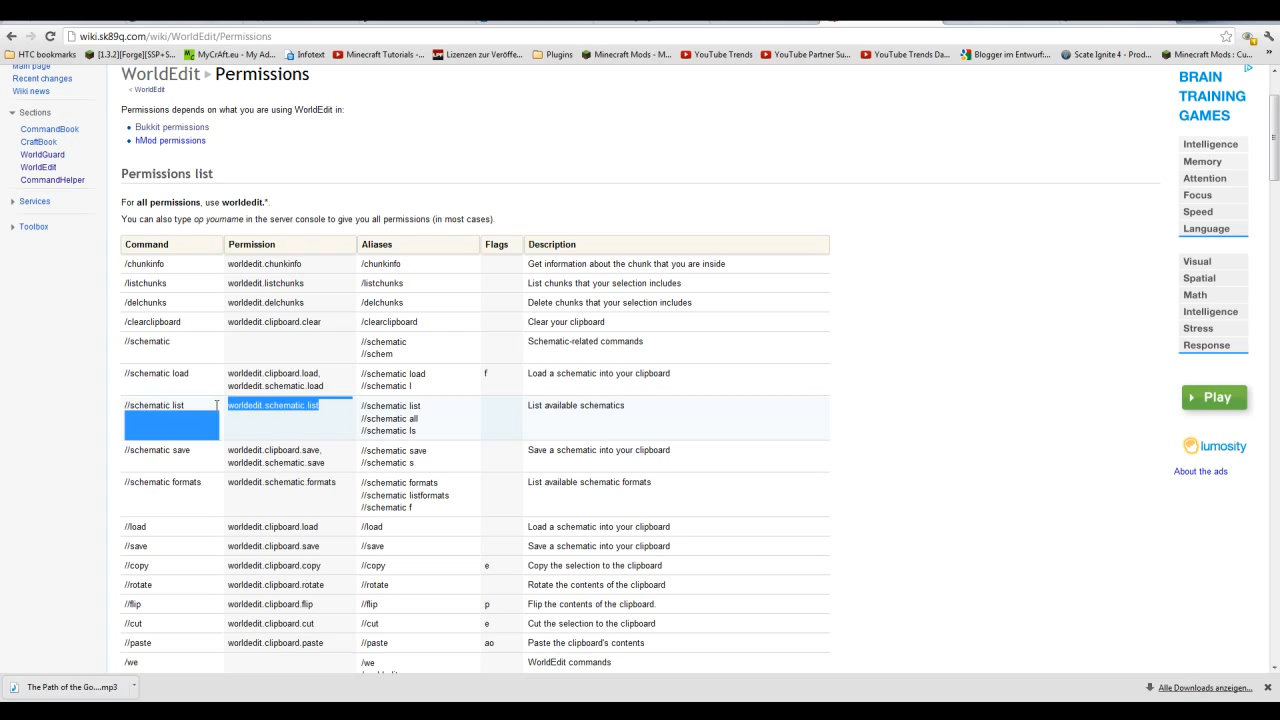 wiki.sk89q.com/wiki/WorldEdit/Permissions
HTC bookmarks [1.3.2][Forge][SSP+S... MyCrAft.eu - My Ad... Infotext Minecraft Tutorials -... Lizenzen zur Veröffe... Plugins Minecraft Mods - M... YouTube Trends YouTube Partner Su... YouTube Trends Da... Blogger im Entwurf:... Scate Ignite 4 - Prod... Minecraft Mods : Cu... »
Main page
Recent changes
Wiki news
Sections
CommandBook
CraftBook
WorldGuard
WorldEdit
CommandHelper
Services
Toolbox
WorldEdit Permissions
< WorldEdit
Permissions depends on what you are using WorldEdit in:
Bukkit permissions
hMod permissions
Permissions list
For all permissions, use worldedit.*.
You can also type op yourname in the server console to give you all permissions (in most cases).
Command Permission Aliases Flags Description
/chunkinfo worldedit.chunkinfo /chunkinfo Get information about the chunk that you are inside
/listchunks worldedit.listchunks /listchunks List chunks that your selection includes
/delchunks worldedit.delchunks /delchunks Delete chunks that your selection includes
/clearclipboard worldedit.clipboard.clear /clearclipboard Clear your clipboard
//schematic //schematic Schematic-related commands
//schem
//schematic load worldedit.clipboard.load, //schematic load f Load a schematic into your clipboard
worldedit.schematic.load //schematic l
//schematic list worldedit.schematic.list //schematic list List available schematics
//schematic all
//schematic ls
//schematic save worldedit.clipboard.save, //schematic save Save a schematic into your clipboard
worldedit.schematic.save //schematic s
//schematic formats worldedit.schematic.formats //schematic formats List available schematic formats
//schematic listformats
//schematic f
//load worldedit.clipboard.load //load Load a schematic into your clipboard
//save worldedit.clipboard.save //save Save a schematic into your clipboard
//copy worldedit.clipboard.copy //copy e Copy the selection to the clipboard
//rotate worldedit.clipboard.rotate //rotate Rotate the contents of the clipboard
//flip worldedit.clipboard.flip //flip p Flip the contents of the clipboard.
//cut worldedit.clipboard.cut //cut e Cut the selection to the clipboard
//paste worldedit.clipboard.paste //paste ao Paste the clipboard's contents
/we /we WorldEdit commands
BRAIN
TRAINING
GAMES
Intelligence
Memory
Attention
Focus
Speed
Language
Visual
Spatial
Math
Intelligence
Stress
Response
Play
lumosity
About the ads
The Path of the Go....mp3
Alle Downloads anzeigen...